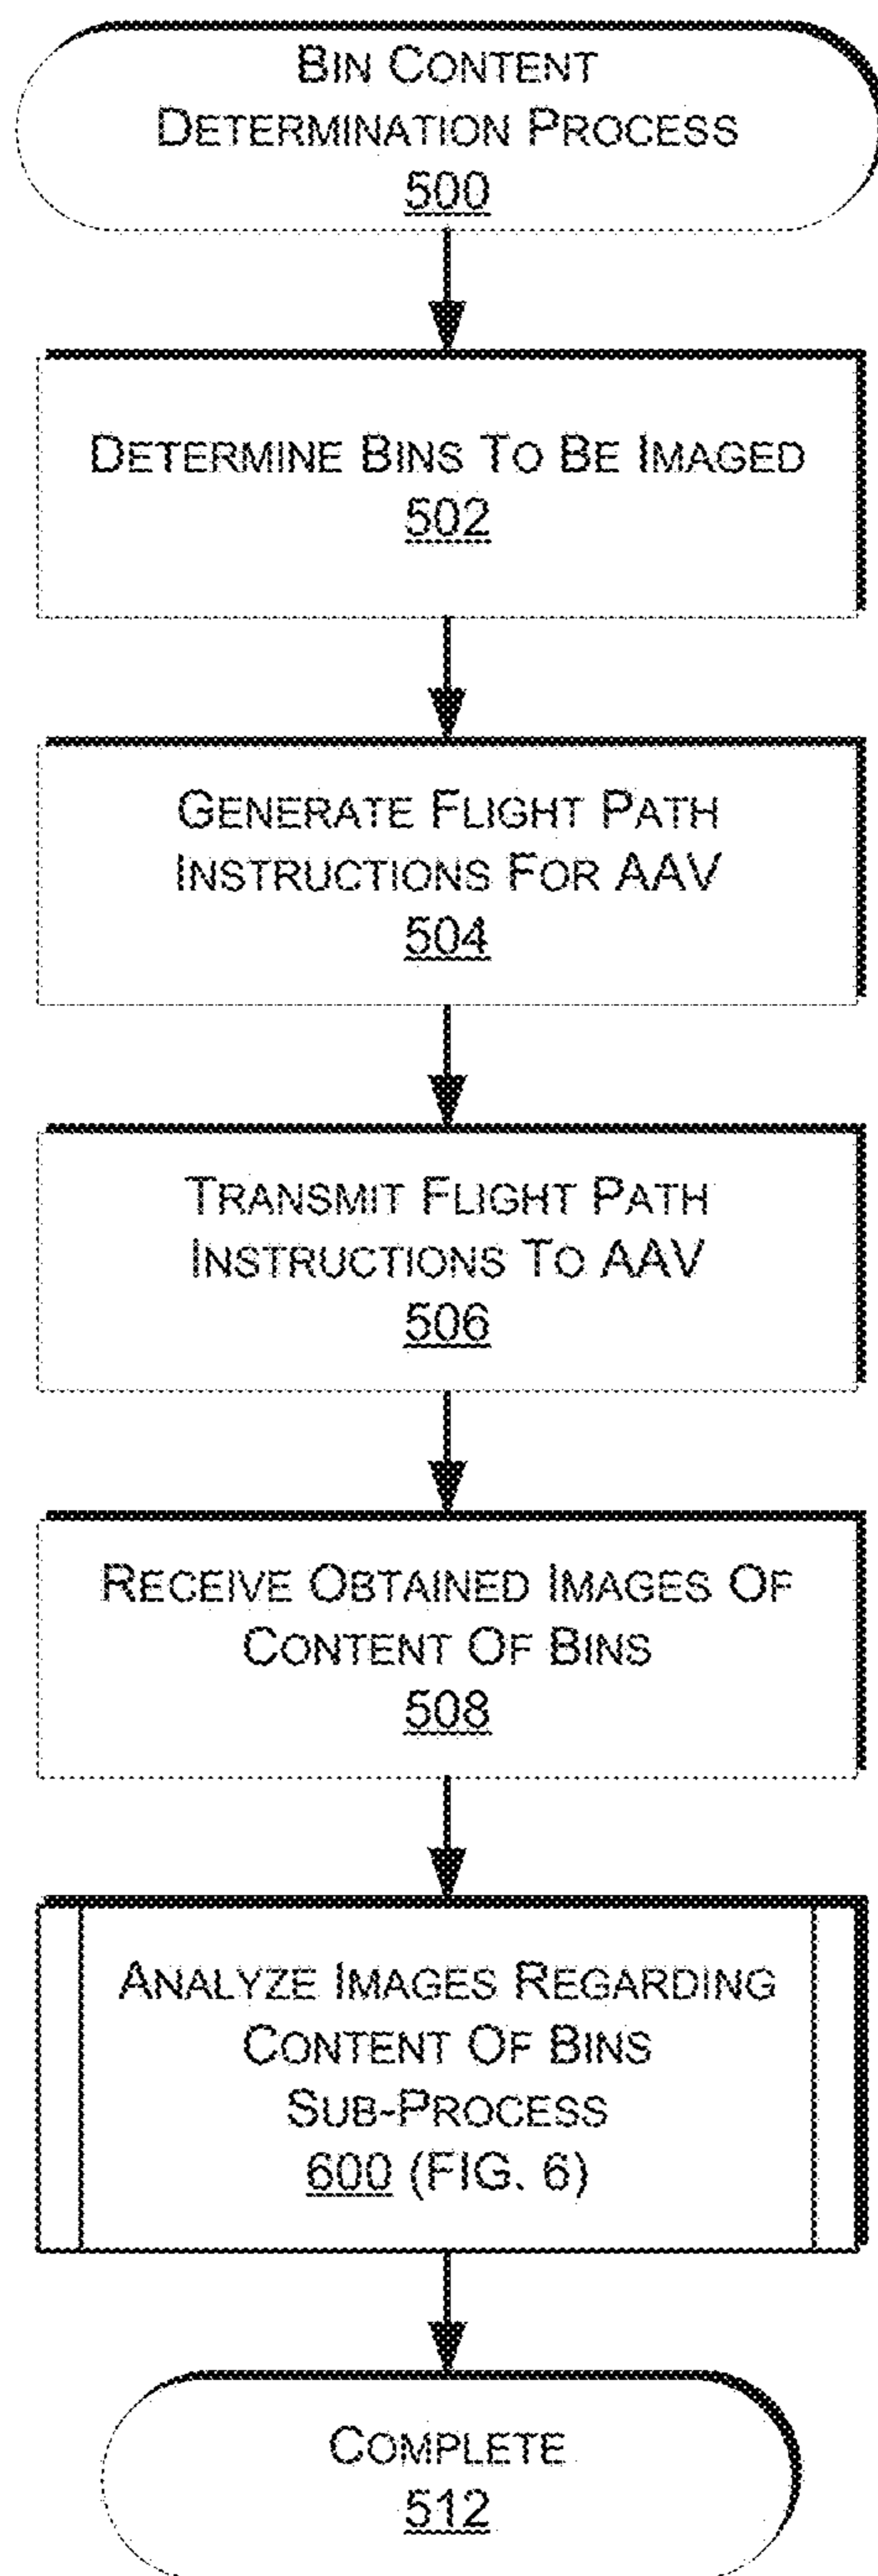 BIN CONTENT
DETERMINATION PROCESS
500
DETERMINE BINS TO BE IMAGED
502
GENERATE FLIGHT PATH
INSTRUCTIONS FOR AAV
504
TRANSMIT FLIGHT PATH
INSTRUCTIONS TO AAV
506
RECEIVE OBTAINED IMAGES OF
CONTENT OF BINS
508
ANALYZE IMAGES REGARDING
CONTENT OF BINS
SUB-PROCESS
600 (FIG. 6)
COMPLETE
512